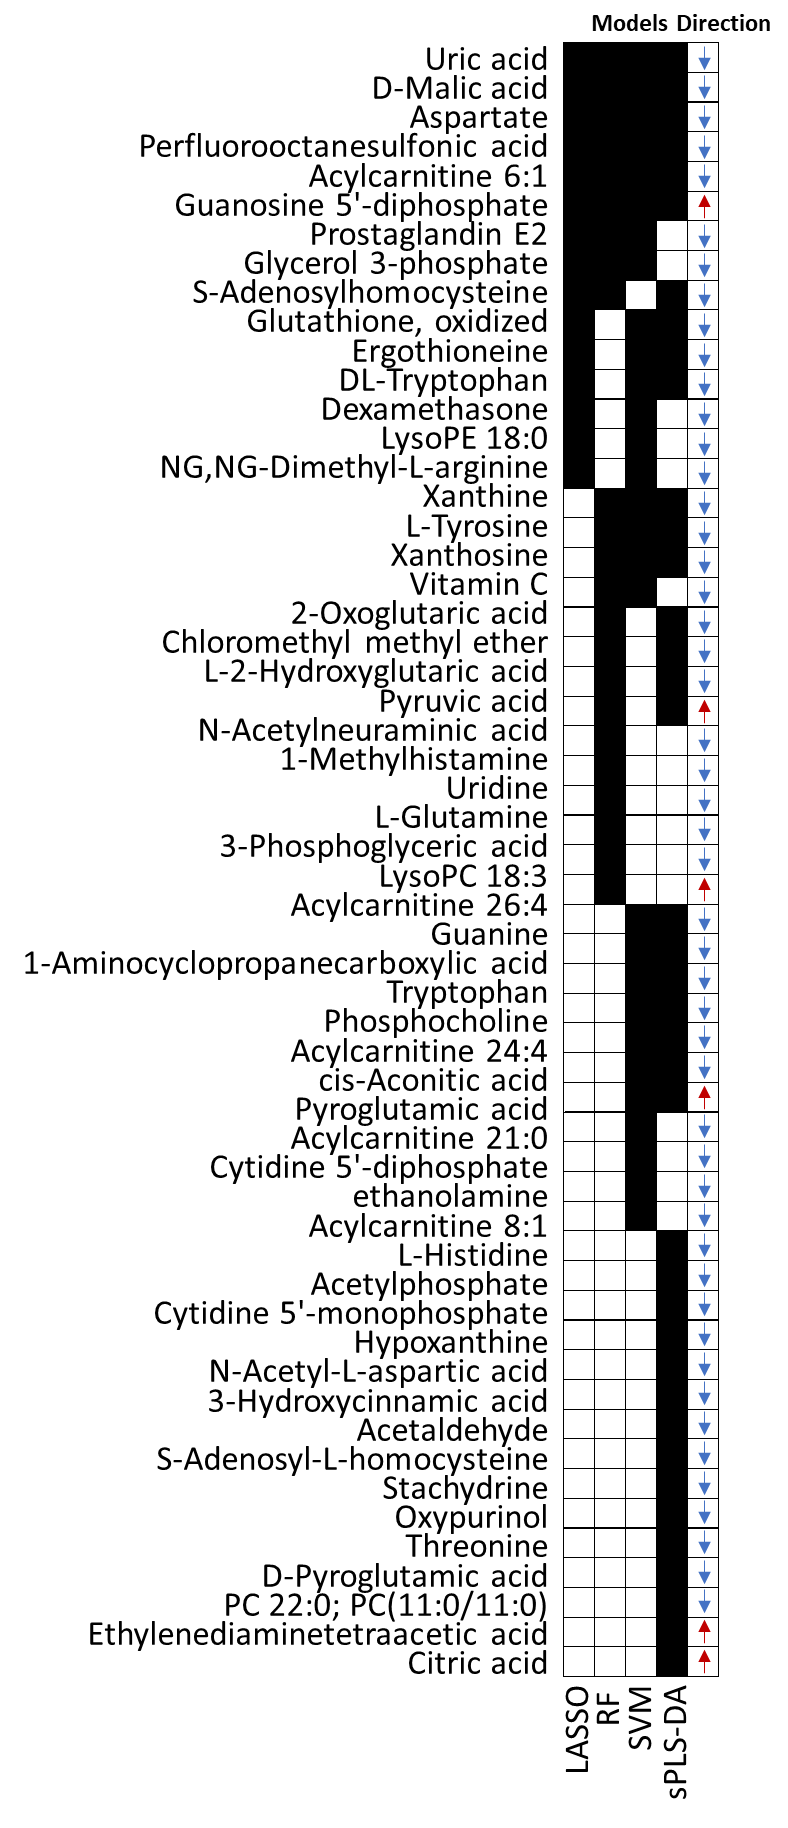 Models Direction
Uric acid
D-Malic acid
Aspartate
Perfluorooctanesulfonic acid
Acylcarnitine 6:1
Guanosine 5'-diphosphate
Prostaglandin E2
Glycerol 3-phosphate
S-Adenosylhomocysteine
Glutathione, oxidized
Ergothioneine
DL-Tryptophan
Dexamethasone
LysoPE 18:0
NG,NG-Dimethyl-L-arginine
Xanthine
L-Tyrosine
Xanthosine
Vitamin C
2-Oxoglutaric acid
Chloromethyl methyl ether
L-2-Hydroxyglutaric acid
Pyruvic acid
N-Acetylneuraminic acid
1-Methylhistamine
Uridine
L-Glutamine
3-Phosphoglyceric acid
LysoPC 18:3
Acylcarnitine 26:4
Guanine
1-Aminocyclopropanecarboxylic acid
Tryptophan
Phosphocholine
Acylcarnitine 24:4
cis-Aconitic acid
Pyroglutamic acid
Acylcarnitine 21:0
Cytidine 5'-diphosphate
ethanolamine
Acylcarnitine 8:1
L-Histidine
Acetylphosphate
Cytidine 5'-monophosphate
Hypoxanthine
N-Acetyl-L-aspartic acid
3-Hydroxycinnamic acid
Acetaldehyde
S-Adenosyl-L-homocysteine
Stachydrine
Oxypurinol
Threonine
D-Pyroglutamic acid
PC 22:0; PC(11:0/11:0)
Ethylenediaminetetraacetic acid
Citric acid
LASSO
RF
SVM
sPLS-DA